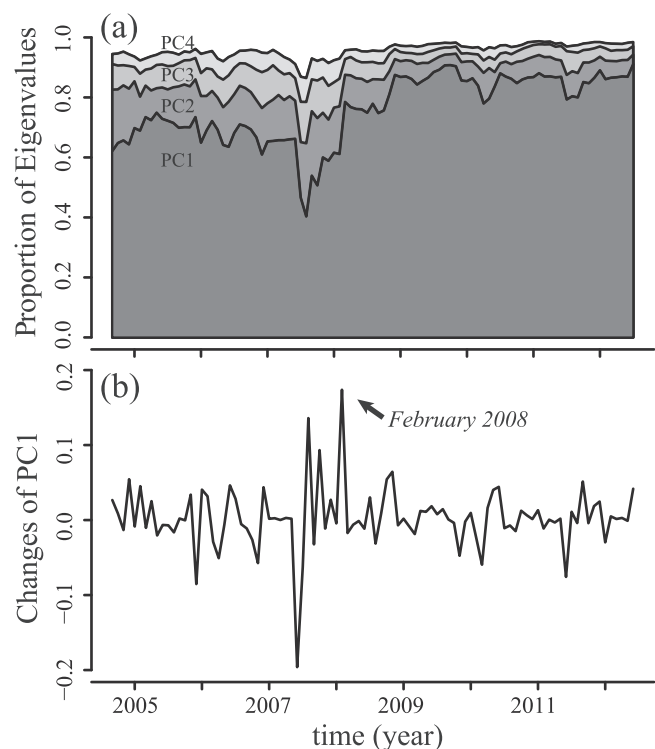 (a)
PC4
PC3
PC2
PC1
Proportion of Eigenvalues
1.0
0.8
0.6
0.4
0.2
0.0
(b)
February 2008
Changes of PC1
0.2
0.1
0.0
−0.1
−0.2
2005 2007 2009 2011
time (year)